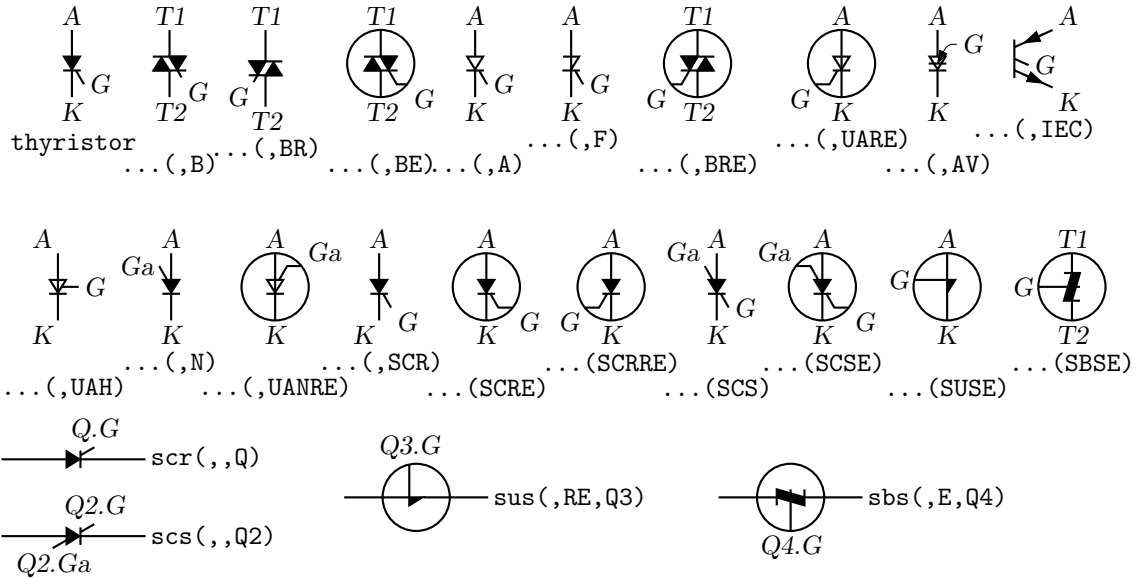 A T1 T1 T1 A A T1 A A A
G G G G G G G G G G
K T2 T2 T2 K K T2 K K K
thyristor ...(,B) ...(,BR) ...(,BE) ...(,A) ...(,F) ...(,BRE) ...(,UARE) ...(,AV) ...(,IEC)
A A A A A A A A A T1
G Ga Ga G G G Ga G Ga G G G
K K K K K K K K K T2
...(,UAH) ...(,N) ...(,UANRE) ...(,SCR) ...(SCRE) ...(SCRRE) ...(SCS) ...(SCSE) ...(SUSE) ...(SBSE)
Q.G
scr(,,Q)
Q2.G
scs(,,Q2)
Q2.Ga
Q3.G
sus(,RE,Q3)
sbs(,E,Q4)
Q4.G